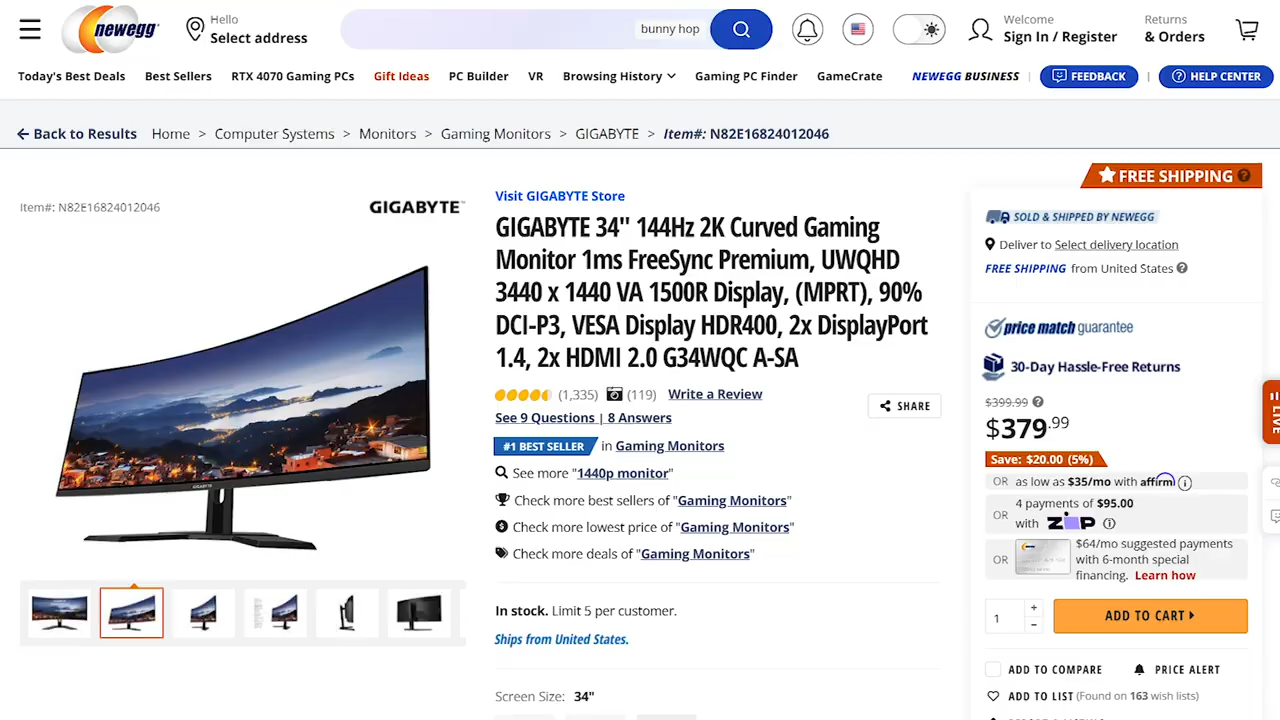 newegg
Hello
Select address
bunny hop
Welcome
Sign In / Register
Returns
& Orders
Today's Best Deals
Best Sellers
RTX 4070 Gaming PCs
Gift Ideas
PC Builder
VR
Browsing History
Gaming PC Finder
GameCrate
NEWEGG BUSINESS
FEEDBACK
HELP CENTER
Back to Results
Home > Computer Systems > Monitors > Gaming Monitors > GIGABYTE > Item#: N82E16824012046
Item#: N82E16824012046
GIGABYTE™
Visit GIGABYTE Store
GIGABYTE 34" 144Hz 2K Curved Gaming
Monitor 1ms FreeSync Premium, UWQHD
3440 x 1440 VA 1500R Display, (MPRT), 90%
DCI-P3, VESA Display HDR400, 2x DisplayPort
1.4, 2x HDMI 2.0 G34WQC A-SA
(1,335) (119) Write a Review
See 9 Questions | 8 Answers
SHARE
#1 BEST SELLER in Gaming Monitors
See more "1440p monitor"
Check more best sellers of "Gaming Monitors"
Check more lowest price of "Gaming Monitors"
Check more deals of "Gaming Monitors"
In stock. Limit 5 per customer.
Ships from United States.
Screen Size: 34"
FREE SHIPPING ?
SOLD & SHIPPED BY NEWEGG
Deliver to Select delivery location
FREE SHIPPING from United States ?
price match guarantee
30-Day Hassle-Free Returns
$399.99 ?
$379.99
Save: $20.00 (5%)
OR as low as $35/mo with affirm
OR 4 payments of $95.00
with ZIP
OR $64/mo suggested payments
with 6-month special
financing. Learn how
1 + -
ADD TO CART
ADD TO COMPARE
PRICE ALERT
ADD TO LIST (Found on 163 wish lists)
LIVE